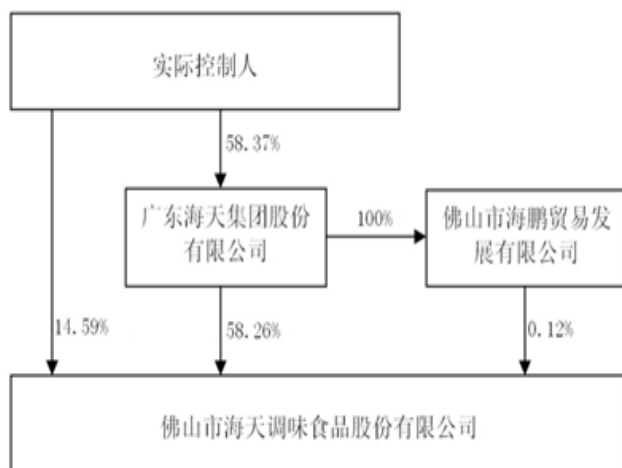 实际控制人
58.37%
广东海天集团股份
有限公司
100%
佛山市海鹏贸易发
展有限公司
14.59%
58.26%
0.12%
佛山市海天调味食品股份有限公司